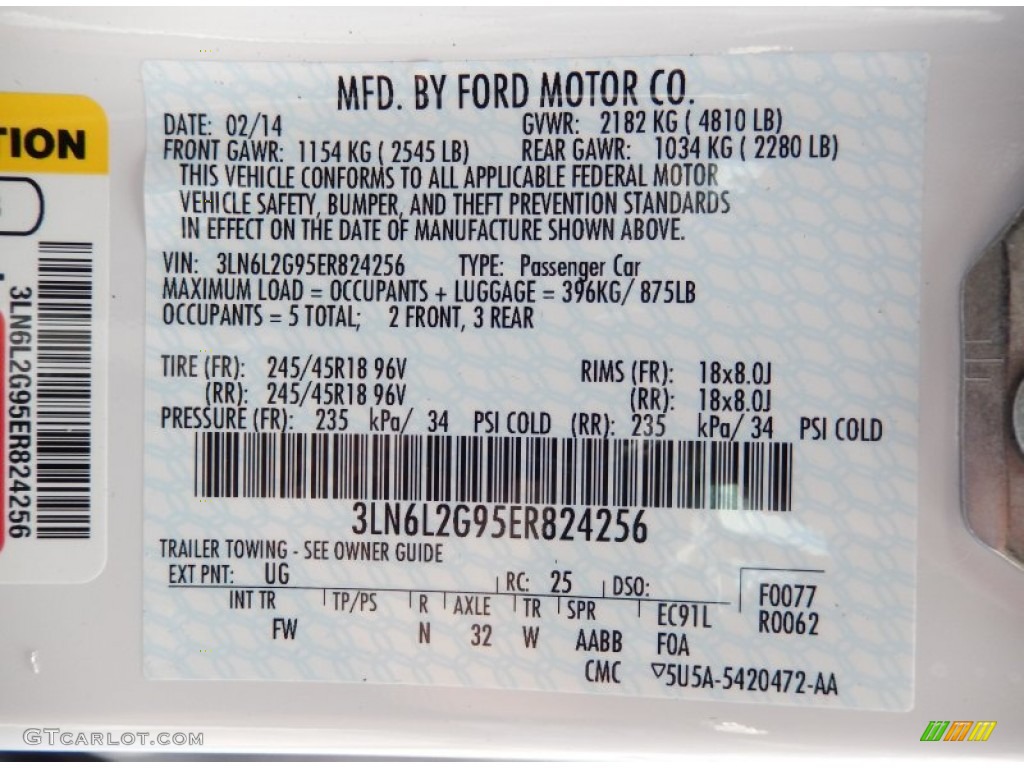 MFD. BY FORD MOTOR CO.
DATE: 02/14 GVWR: 2182 KG ( 4810 LB)
FRONT GAWR: 1154 KG ( 2545 LB) REAR GAWR: 1034 KG ( 2280 LB)
THIS VEHICLE CONFORMS TO ALL APPLICABLE FEDERAL MOTOR
VEHICLE SAFETY, BUMPER, AND THEFT PREVENTION STANDARDS
IN EFFECT ON THE DATE OF MANUFACTURE SHOWN ABOVE.
VIN: 3LN6L2G95ER824256 TYPE: Passenger Car
MAXIMUM LOAD = OCCUPANTS + LUGGAGE = 396KG/ 875LB
OCCUPANTS = 5 TOTAL; 2 FRONT, 3 REAR
TIRE (FR): 245/45R18 96V RIMS (FR): 18x8.0J
(RR): 245/45R18 96V (RR): 18x8.0J
PRESSURE (FR): 235 kPa/ 34 PSI COLD (RR): 235 kPa/ 34 PSI COLD
3LN6L2G95ER824256
TRAILER TOWING - SEE OWNER GUIDE
EXT PNT: UG RC: 25 DSO: F0077
INT TR TP/PS R AXLE TR SPR EC91L R0062
FW N 32 W AABB FOA
CMC ▽5U5A-5420472-AA
TION
3LN6L2G95ER824256
GTCARLOT.COM